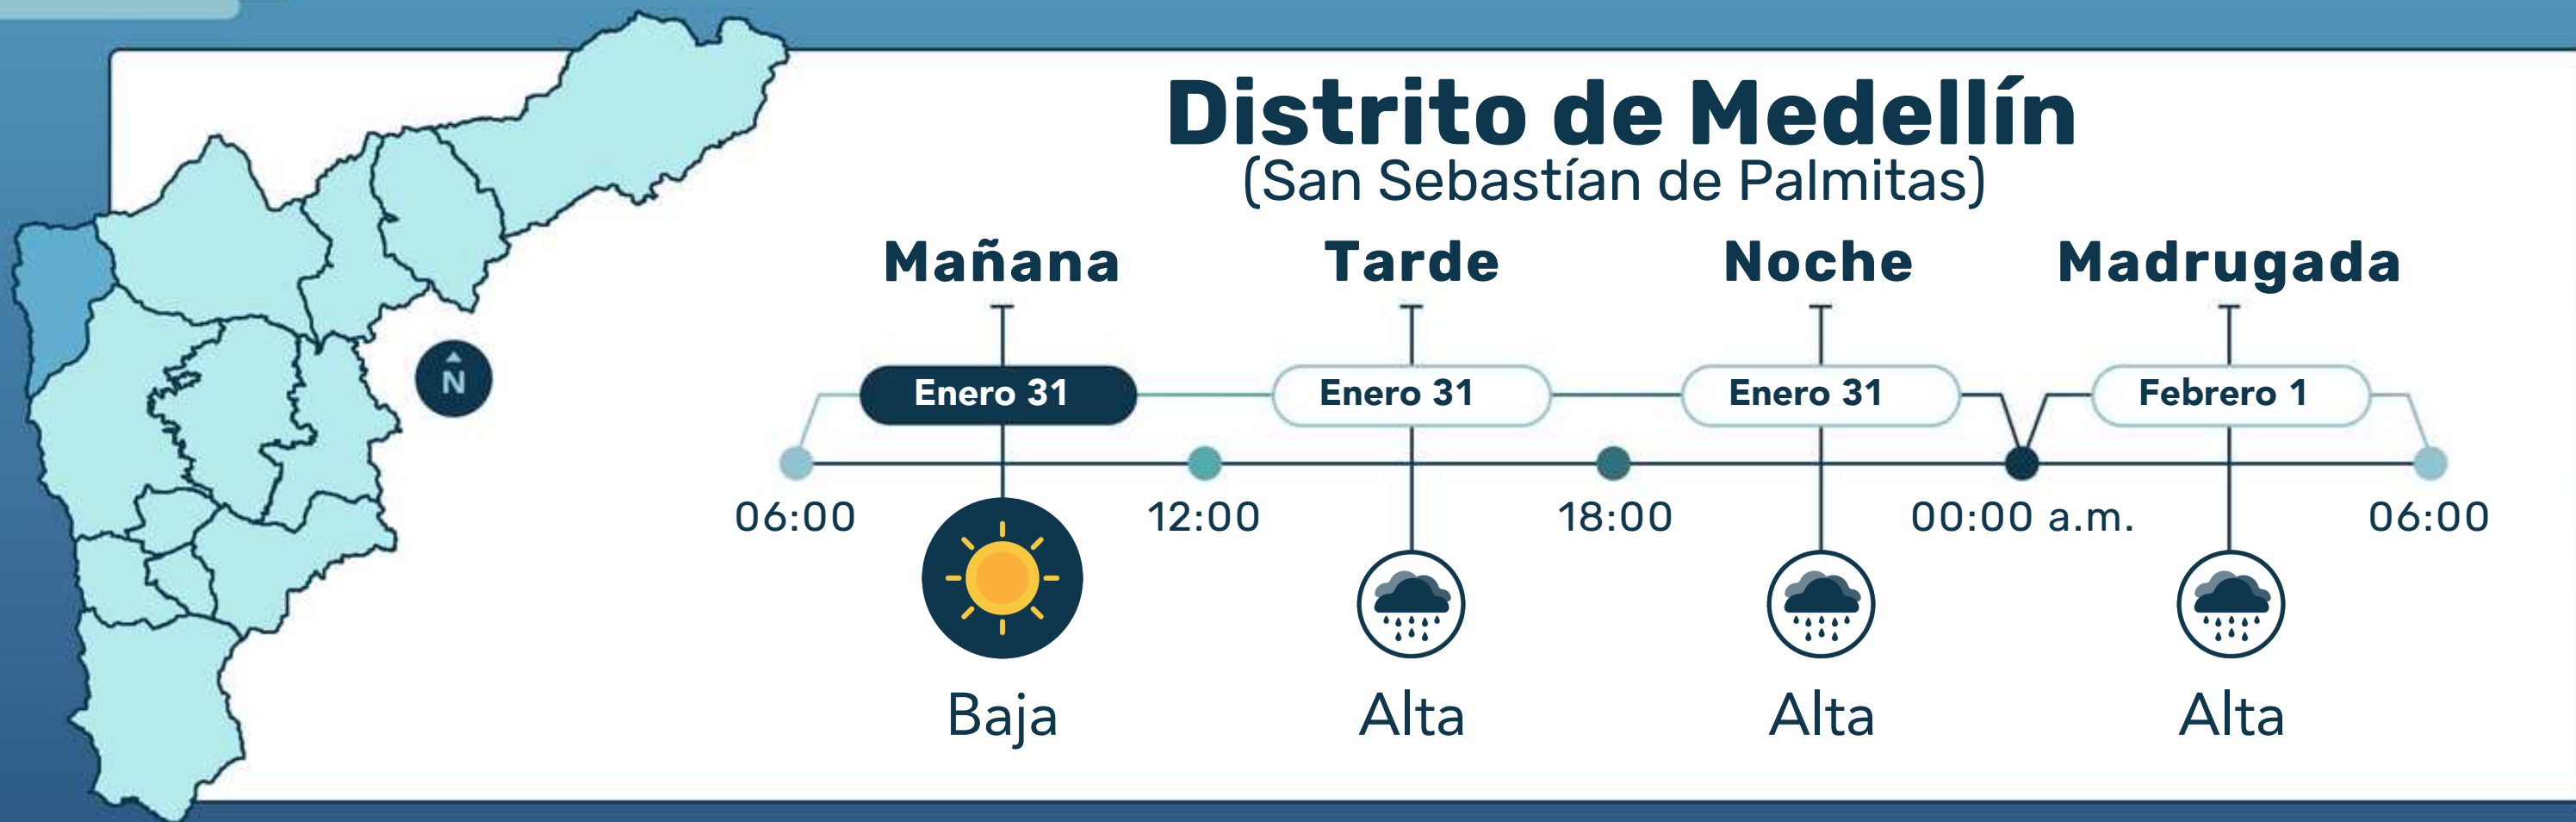 Distrito de Medellín
(San Sebastían de Palmitas)
Mañana Tarde Noche Madrugada
Enero 31 Enero 31 Enero 31 Febrero 1
N
06:00 12:00 18:00 00:00 a.m. 06:00
Baja Alta Alta Alta